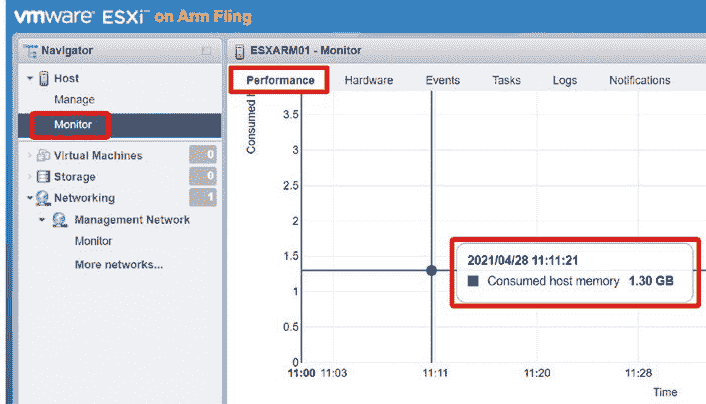 vmware ESXi™ on Arm Fling
Navigator
ESXARM01 - Monitor
Host
Manage
Monitor
Performance
Hardware
Events
Tasks
Logs
Notifications
Virtual Machines 0
Storage 0
Networking 1
Management Network
Monitor
More networks...
Consumed
3.5
3
2.5
2
1.5
1
0.5
0
2021/04/28 11:11:21
Consumed host memory 1.30 GB
11:00 11:03 11:11 11:20 11:28
Time